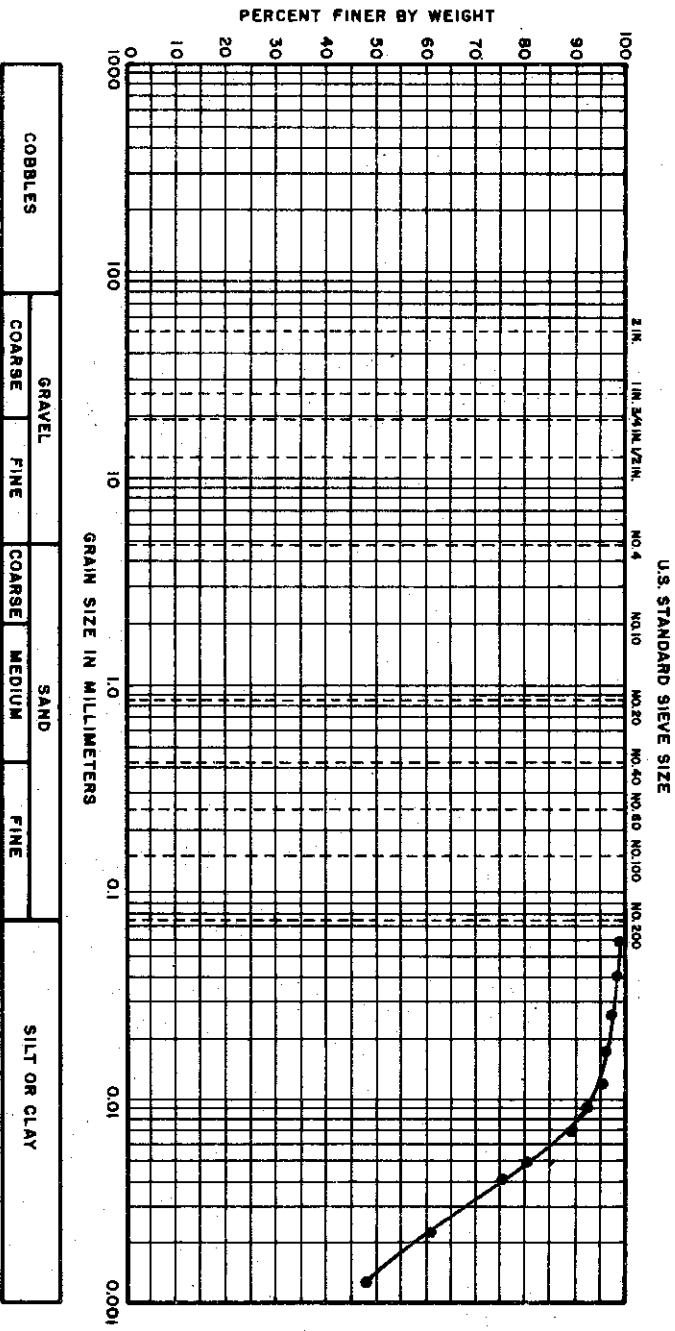 U.S. STANDARD SIEVE SIZE
2 IN. 1 IN. 3/4 IN. 1/2 IN. NO. 4 NO. 10 NO. 20 NO. 40 NO. 60 NO. 100 NO. 200
PERCENT FINER BY WEIGHT
100
90
80
70
60
50
40
30
20
10
0
1000 100 10 1.0 0.1 0.01 0.001
GRAIN SIZE IN MILLIMETERS
COBBLES GRAVEL SAND SILT OR CLAY
COARSE FINE COARSE MEDIUM FINE